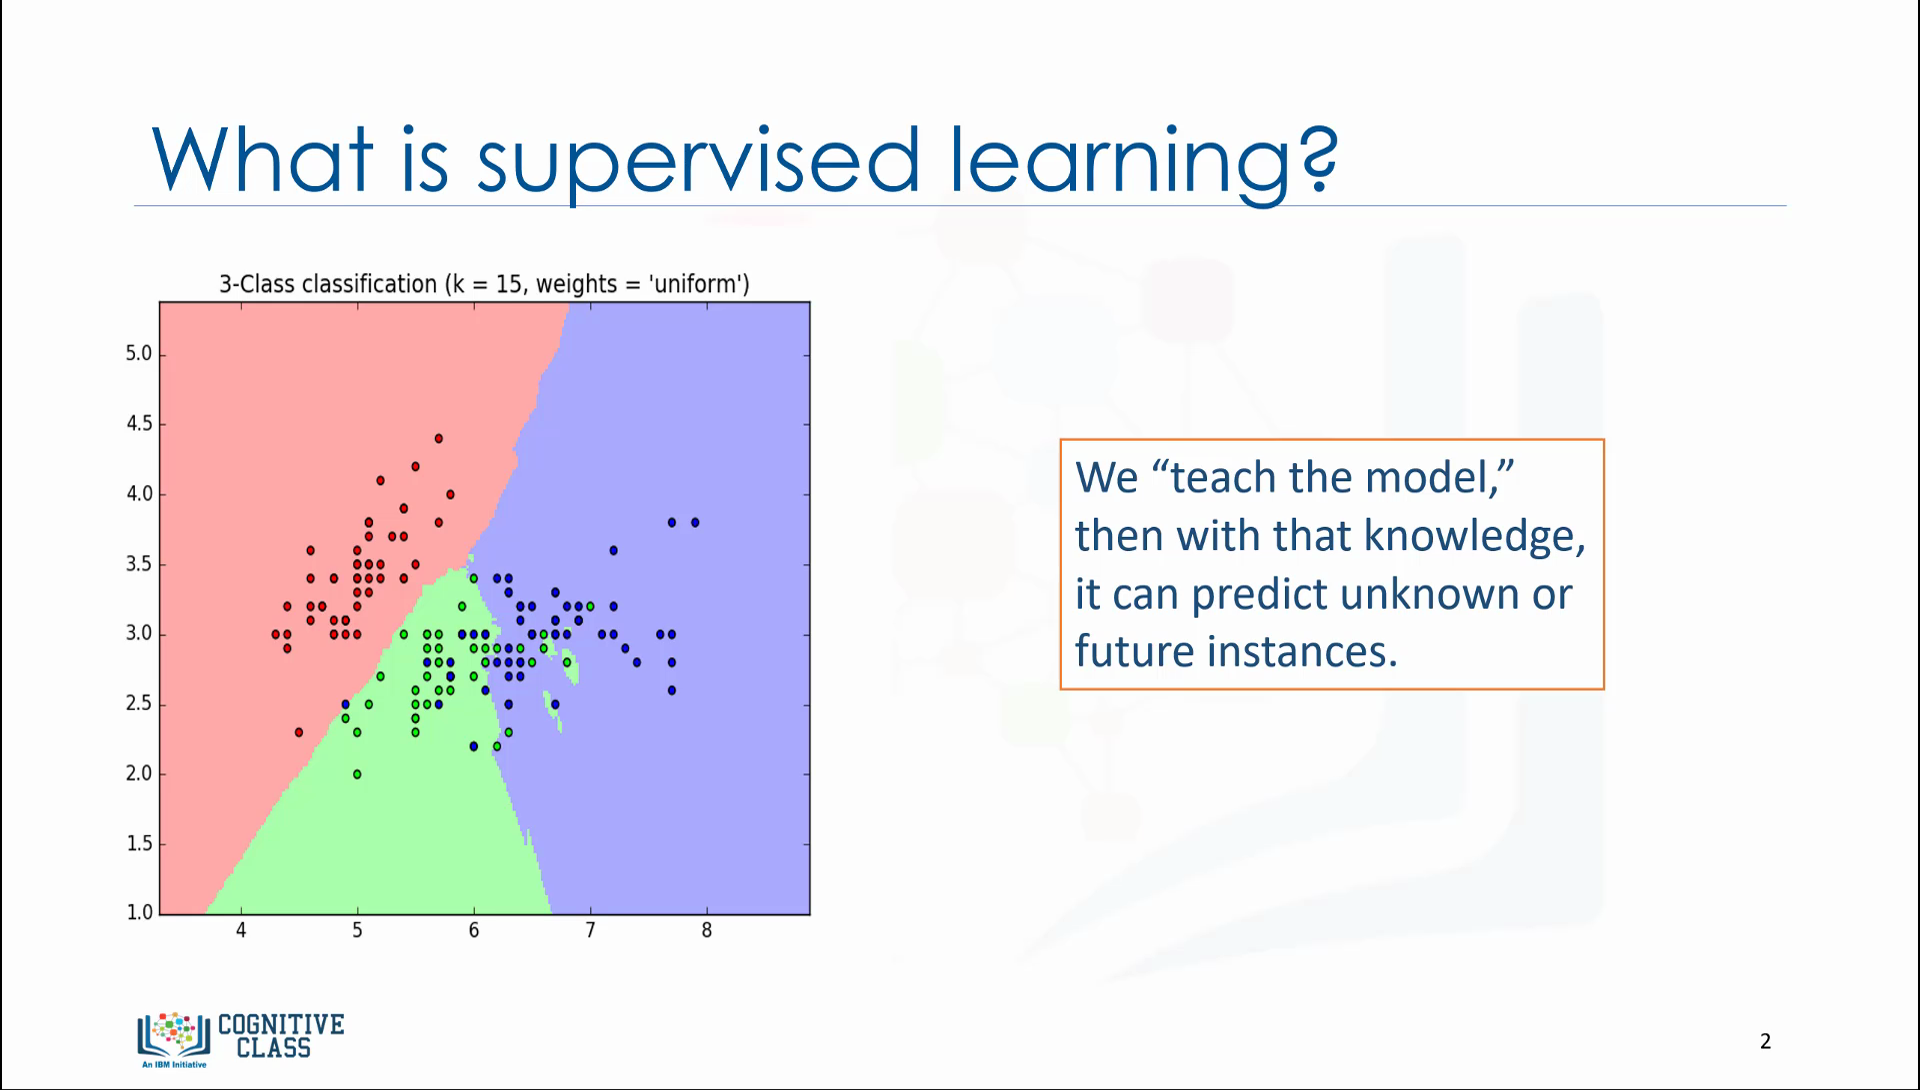 What is supervised learning?
3-Class classification (k = 15, weights = 'uniform')
5.0
4.5
4.0
3.5
3.0
2.5
2.0
1.5
1.0
4 5 6 7 8
We “teach the model,”
then with that knowledge,
it can predict unknown or
future instances.
COGNITIVE
CLASS
An IBM Initiative
2